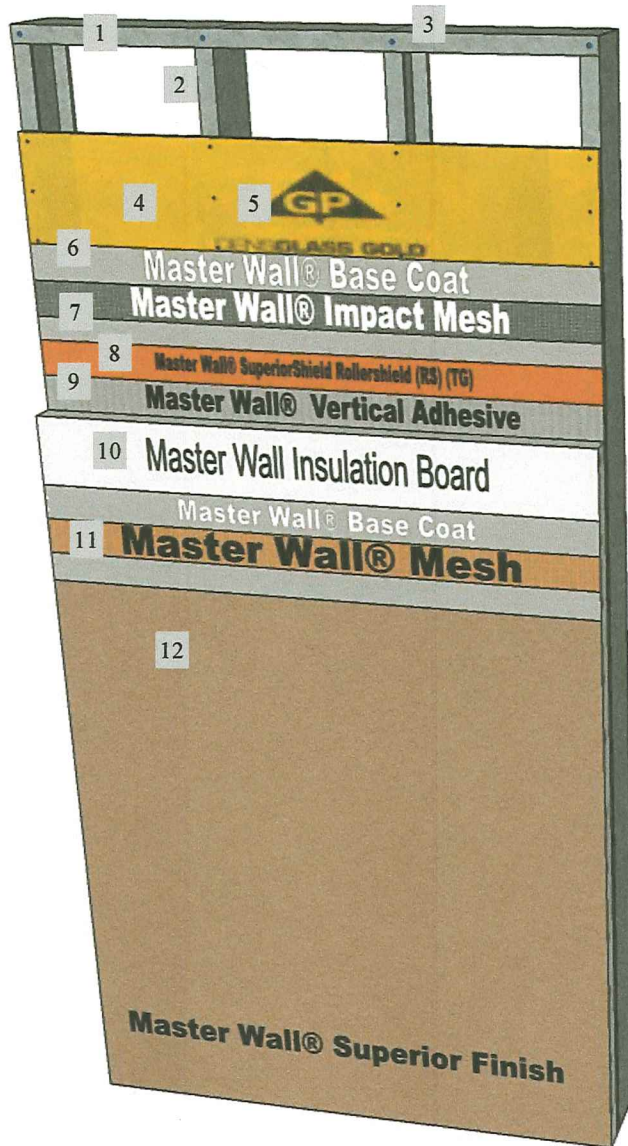 1
3
2
4
5
GP
DENSGLASS GOLD
6
Master Wall® Base Coat
7
Master Wall® Impact Mesh
8
Master Wall® SuperiorShield Rollershield (RS) (TG)
9
Master Wall® Vertical Adhesive
10
Master Wall Insulation Board
Master Wall® Base Coat
11
Master Wall® Mesh
12
Master Wall® Superior Finish